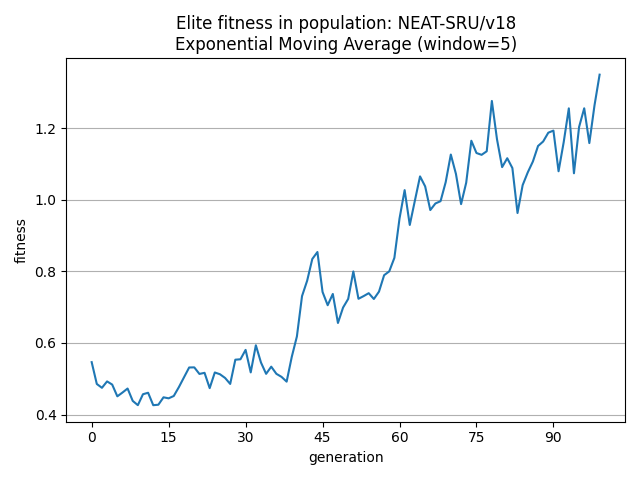 Elite fitness in population: NEAT-SRU/v18
Exponential Moving Average (window=5)
fitness
1.2
1.0
0.8
0.6
0.4
0 15 30 45 60 75 90
generation